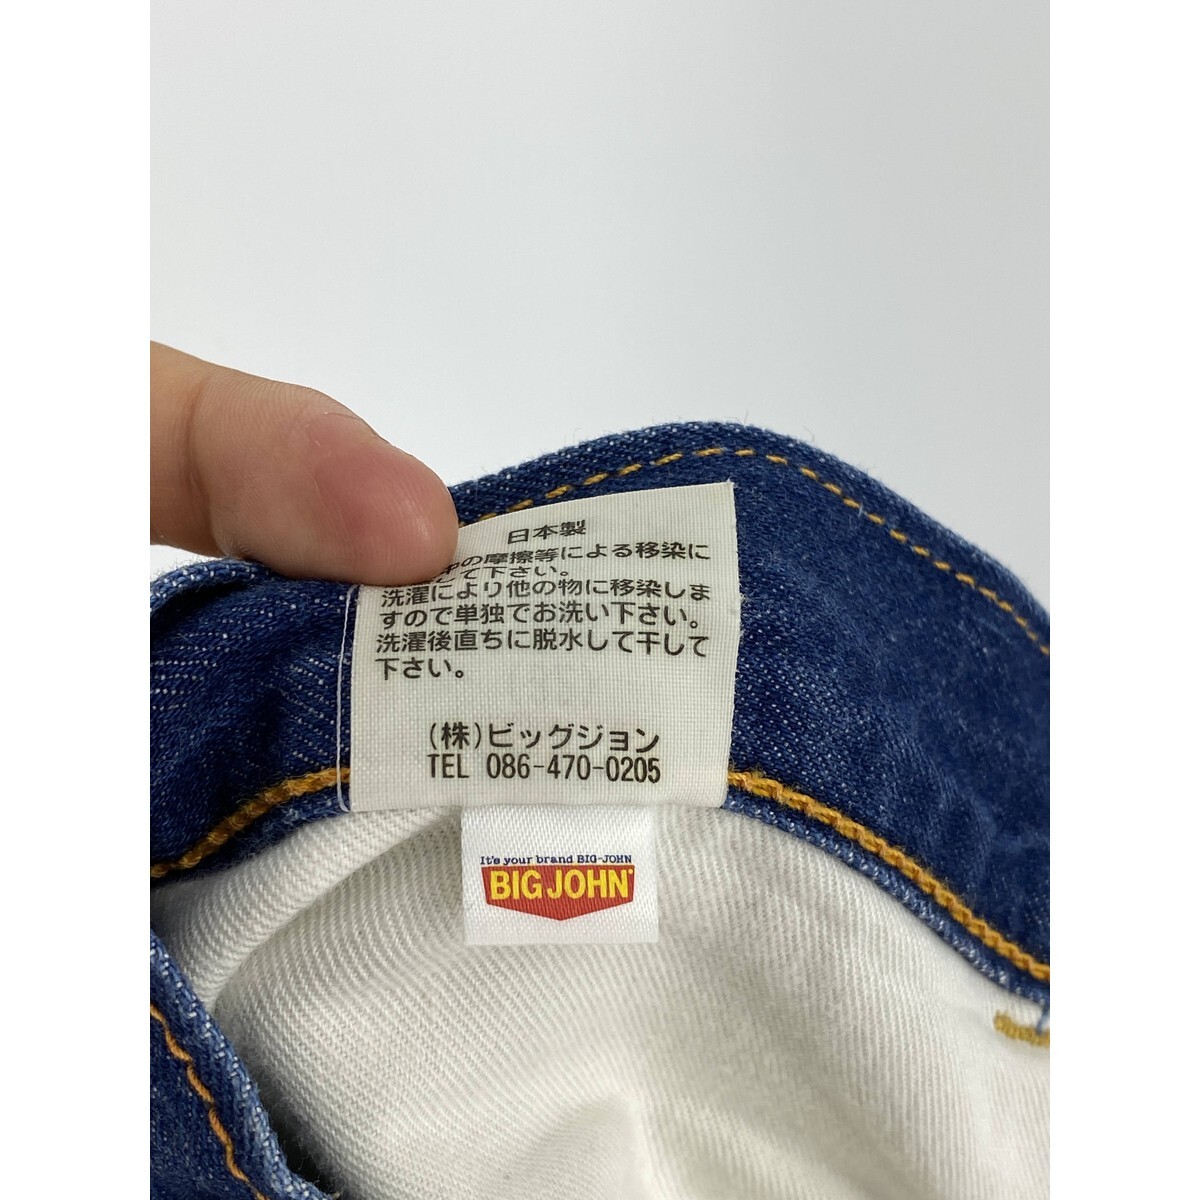 日本製
の摩擦等による移染に
て下さい。
洗濯により他の物に移染しま
すので単独でお洗い下さい。
洗濯後直ちに脱水して干して
下さい。
(株)ビッグジョン
TEL 086-470-0205
It's your brand BIG-JOHN
BIG JOHN